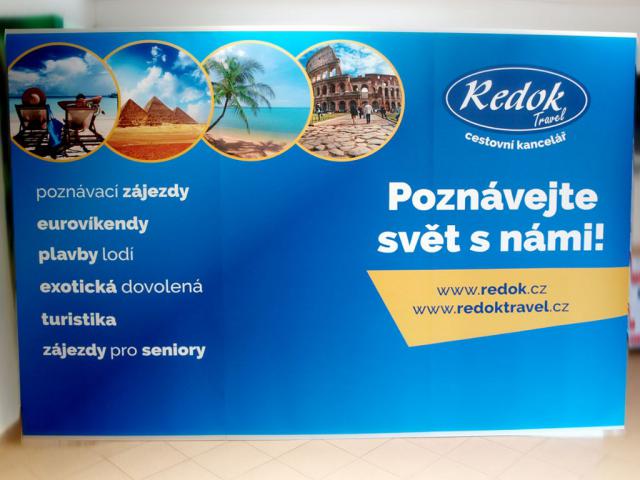 Redok
Travel
cestovní kancelář
poznávací zájezdy
eurovíkendy
plavby lodí
exotická dovolená
turistika
zájezdy pro seniory
Poznávejte
svět s námi!
www.redok.cz
www.redoktravel.cz